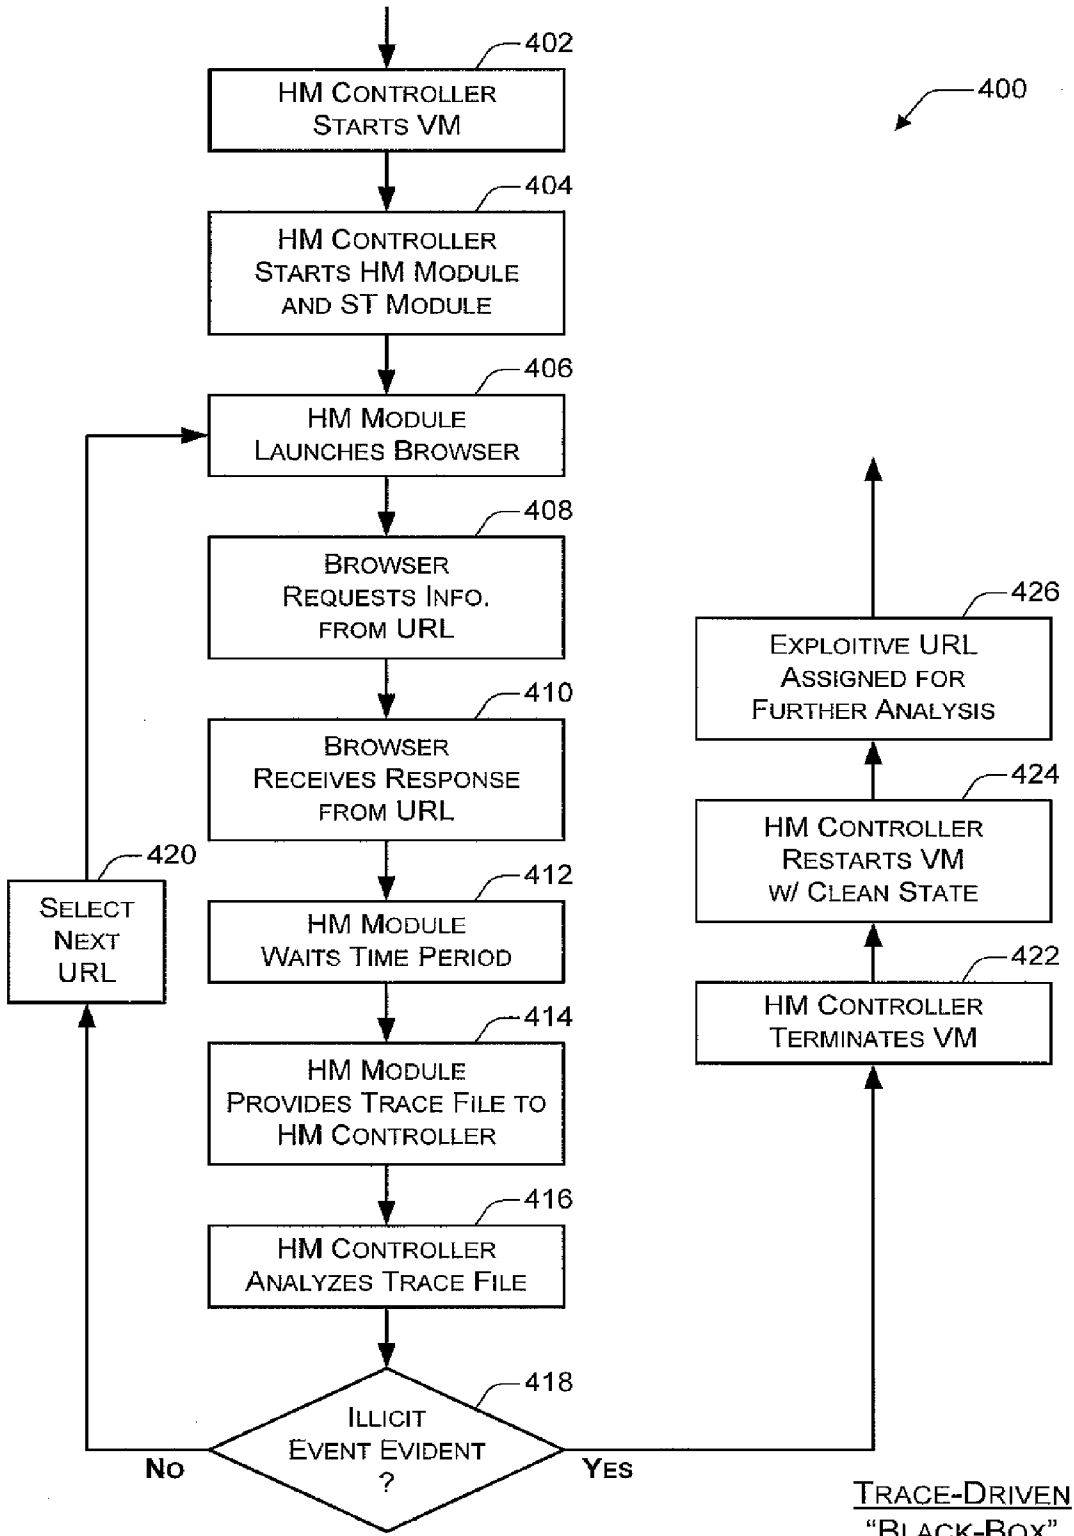 402
HM CONTROLLER
STARTS VM
400
404
HM CONTROLLER
STARTS HM MODULE
AND ST MODULE
406
HM MODULE
LAUNCHES BROWSER
408
BROWSER
REQUESTS INFO.
FROM URL
410
BROWSER
RECEIVES RESPONSE
FROM URL
412
HM MODULE
WAITS TIME PERIOD
414
HM MODULE
PROVIDES TRACE FILE TO
HM CONTROLLER
416
HM CONTROLLER
ANALYZES TRACE FILE
418
ILLICIT
EVENT EVIDENT
?
NO
YES
420
SELECT
NEXT
URL
422
HM CONTROLLER
TERMINATES VM
424
HM CONTROLLER
RESTARTS VM
W/ CLEAN STATE
426
EXPLOITIVE URL
ASSIGNED FOR
FURTHER ANALYSIS
TRACE-DRIVEN
"BLACK-BOX"